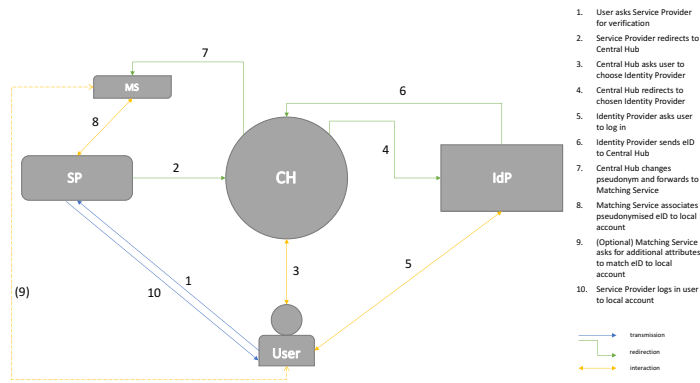 7
MS
6
8
4
SP
2
CH
IdP
3
5
1
10
(9)
User
1. User asks Service Provider
for verification
2. Service Provider redirects to
Central Hub
3. Central Hub asks user to
choose Identity Provider
4. Central Hub redirects to
chosen Identity Provider
5. Identity Provider asks user
to log in
6. Identity Provider sends eID
to Central Hub
7. Central Hub changes
pseudonym and forwards to
Matching Service
8. Matching Service associates
pseudonymised eID to local
account
9. (Optional) Matching Service
asks for additional attributes
to match eID to local
account
10. Service Provider logs in user
to local account
transmission
redirection
interaction